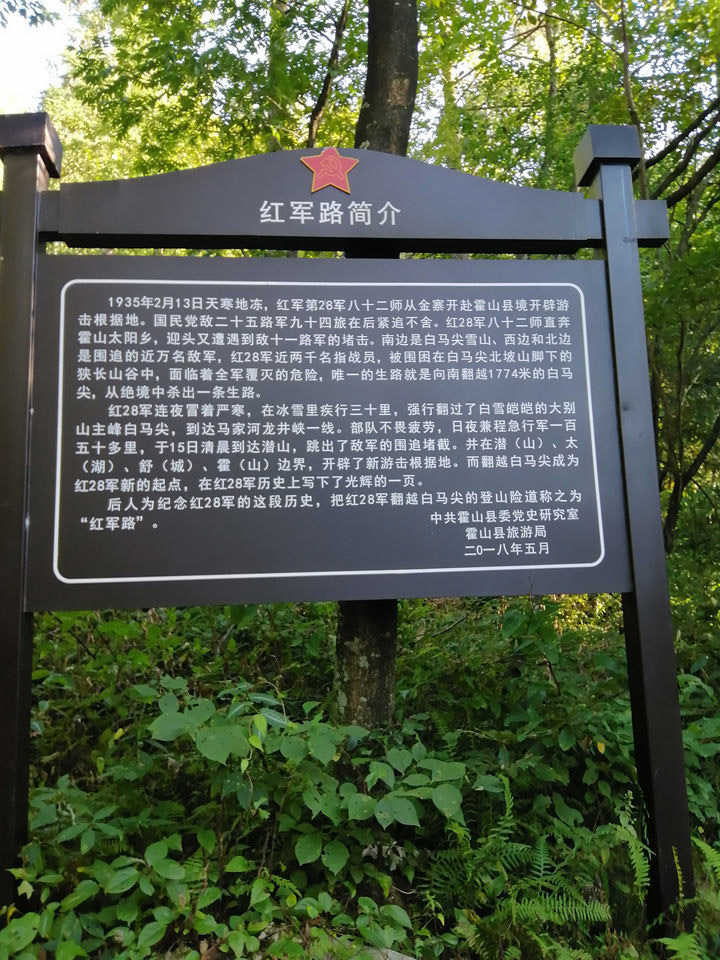 红军路简介
1935年2月13日天寒地冻，红军第28军八十二师从金寨开赴霍山县境开辟游
击根据地。国民党敌二十五路军九十四旅在后紧追不舍。红28军八十二师直奔
霍山太阳乡，迎头又遭遇到敌十一路军的堵击。南边是白马尖雪山、西边和北边
是围追的近万名敌军，红28军近两千名指战员，被围困在白马尖北坡山脚下的
狭长山谷中，面临着全军覆灭的危险，唯一的生路就是向南翻越1774米的白马
尖，从绝境中杀出一条生路。
红28军连夜冒着严寒，在冰雪里疾行三十里，强行翻过了白雪皑皑的大别
山主峰白马尖，到达马家河龙井峡一线。部队不畏疲劳，日夜兼程急行军一百
五十多里，于15日清晨到达潜山，跳出了敌军的围追堵截。并在潜（山）、太
（湖）、舒（城）、霍（山）边界，开辟了新游击根据地。而翻越白马尖成为
红28军新的起点，在红28军历史上写下了光辉的一页。
后人为纪念红28军的这段历史，把红28军翻越白马尖的登山险道称之为
“红军路”。
中共霍山县委党史研究室
霍山县旅游局
二0一八年五月